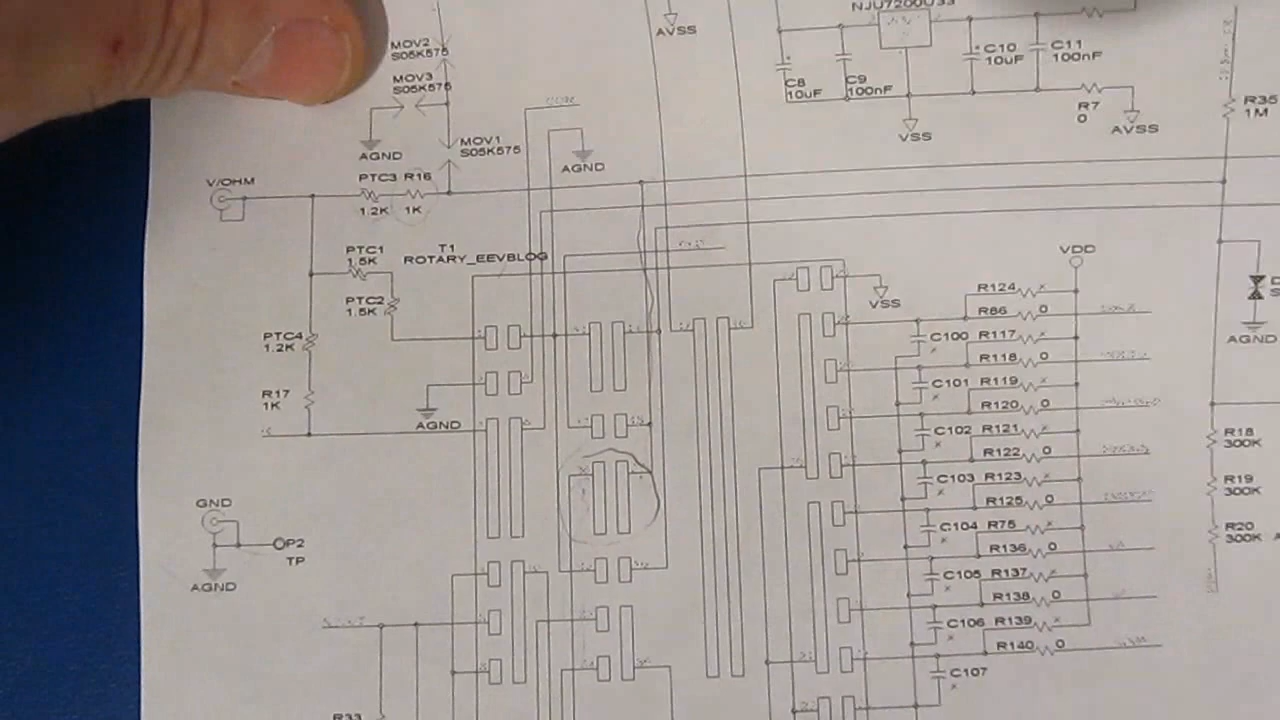 NJU7200U33
MOV2
S05K575
MOV3
S05K575
AVSS
C8
10UF
C9
100nF
C10
10UF
C11
100nF
R7
0
AVSS
VSS
R35
1M
AGND
MOV1
S05K575
AGND
V/OHM
PTC3 R16
1.2K 1K
PTC1
1.5K
T1
ROTARY_EEVBLOG
PTC2
1.5K
PTC4
1.2K
R17
1K
AGND
VDD
VSS
R124 x
R86 0
C100 R117 x
x
R118 0
C101 R119 x
x
R120 0
C102 R121 x
x
R122 0
C103 R123 x
x
R125 0
C104 R75 x
x
R136 0
C105 R137 x
x
R138 0
C106 R139 x
x
R140 0
C107
x
AGND
R18
300K
R19
300K
R20
300K
GND
P2
TP
AGND
R33